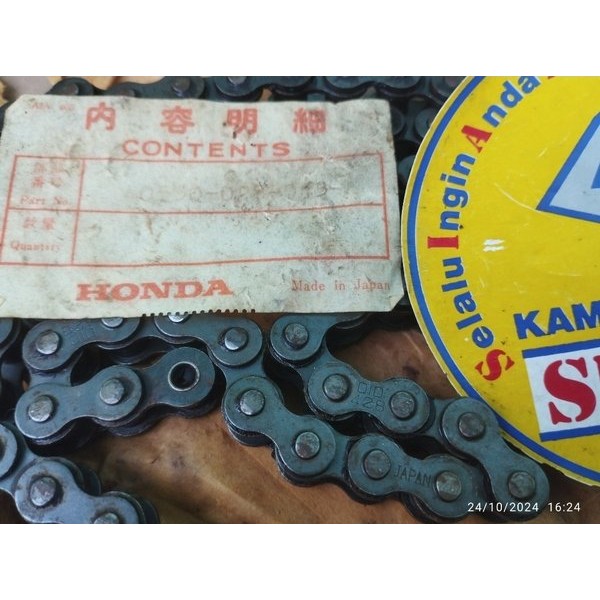 内容明細
CONTENTS
Part No.
Quantity
HONDA
Made in Japan
Selalu Ingin Anda
KAM
S
DID
JAPAN
24/10/2024 16:24